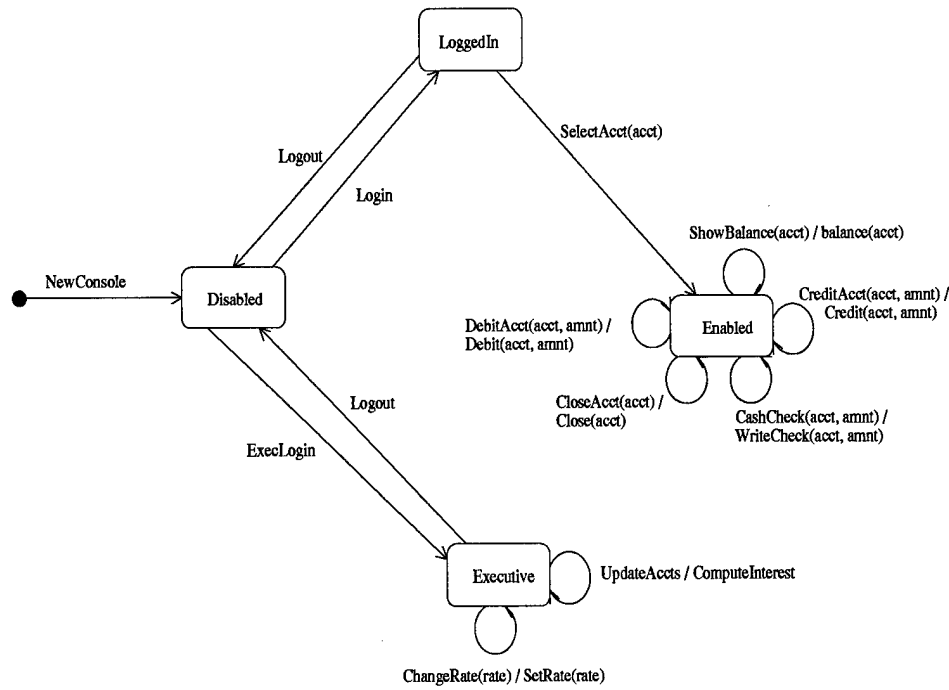 LoggedIn
SelectAcct(acct)
Logout
Login
ShowBalance(acct) / balance(acct)
NewConsole
Disabled
CreditAcct(acct, amnt) /
Credit(acct, amnt)
DebitAcct(acct, amnt) /
Debit(acct, amnt)
Enabled
CloseAcct(acct) /
Close(acct)
CashCheck(acct, amnt) /
WriteCheck(acct, amnt)
Logout
ExecLogin
Executive
UpdateAccts / ComputeInterest
ChangeRate(rate) / SetRate(rate)